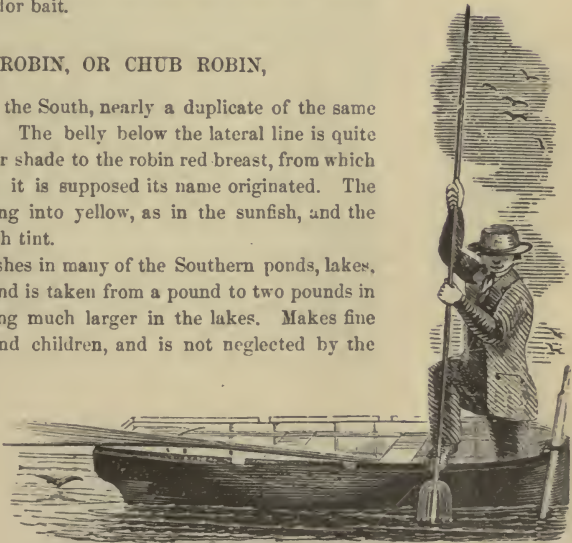 dor bait.
ROBIN, OR CHUB ROBIN,
the South, nearly a duplicate of the same
The belly below the lateral line is quite
r shade to the robin red breast, from which
it is supposed its name originated. The
ng into yellow, as in the sunfish, and the
h tint.
shes in many of the Southern ponds, lakes,
nd is taken from a pound to two pounds in
ng much larger in the lakes. Makes fine
nd children, and is not neglected by the